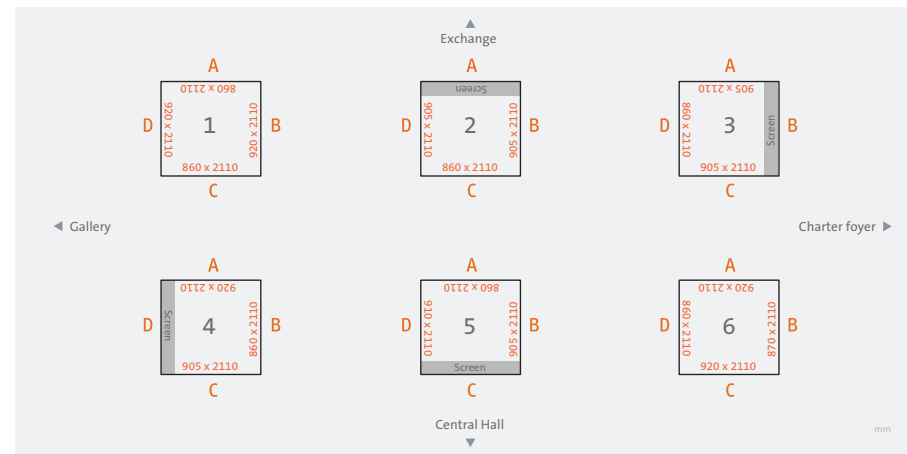 Exchange
A
860 x 2110
D
920 x 2110
1
920 x 2110
B
860 x 2110
C
A
Screen
D
905 x 2110
2
905 x 2110
B
860 x 2110
C
A
905 x 2110
D
860 x 2110
3
Screen
B
905 x 2110
C
Gallery
Charter foyer
A
920 x 2110
D
Screen
4
860 x 2110
B
905 x 2110
C
A
860 x 2110
D
910 x 2110
5
905 x 2110
B
Screen
C
A
920 x 2110
D
860 x 2110
6
870 x 2110
B
920 x 2110
C
Central Hall
mm